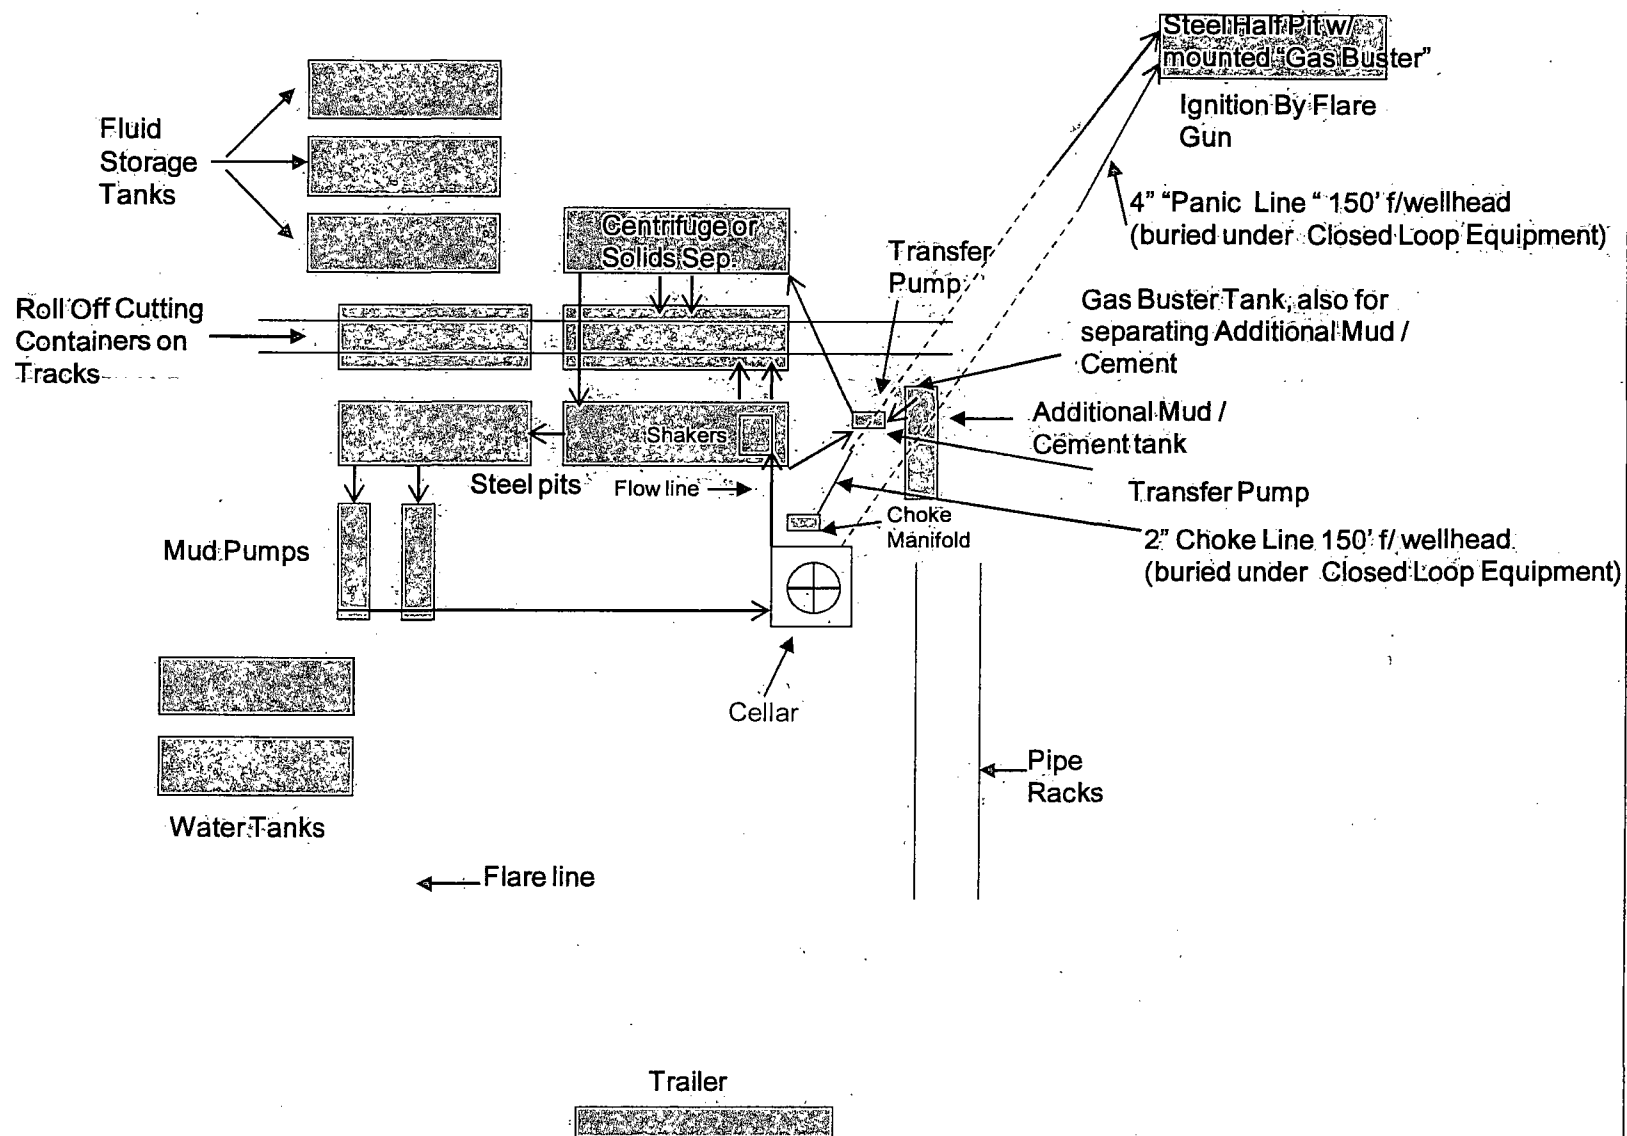 Steel Half Pit w/
mounted "Gas Buster"
Ignition By Flare
Gun
Fluid
Storage
Tanks
4" "Panic Line " 150' f/wellhead
(buried under Closed Loop Equipment)
Centrifuge or
Solids Sep.
Transfer
Pump
Gas Buster Tank, also for
separating Additional Mud /
Cement
Roll Off Cutting
Containers on
Tracks
Additional Mud /
Cement tank
Shakers
Steel pits
Flow line
Transfer Pump
Choke
Manifold
2" Choke Line 150' f/ wellhead
(buried under Closed Loop Equipment)
Mud Pumps
Cellar
Pipe
Racks
Water Tanks
Flare line
Trailer